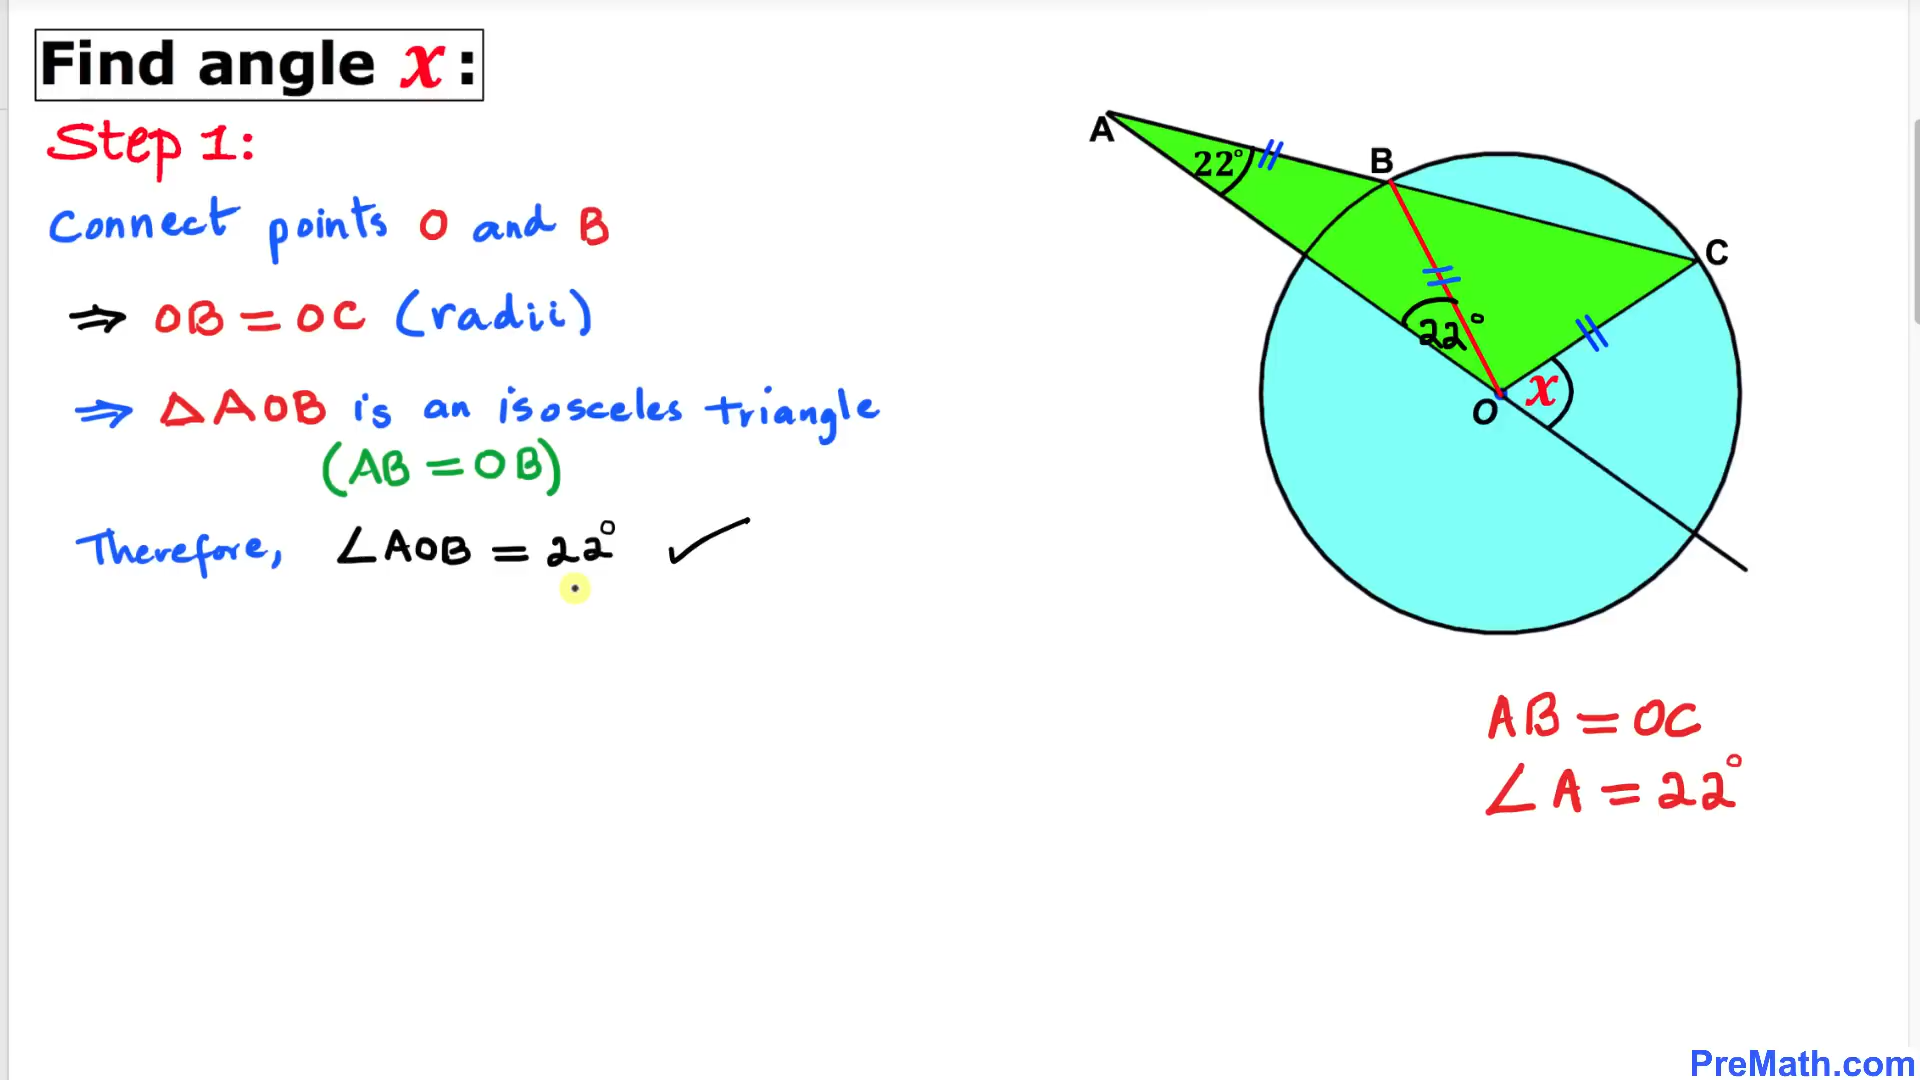 Find angle x:
Step 1:
Connect points O and B
⇒ OB = OC (radii)
⇒ ΔAOB is an isosceles triangle
(AB = OB)
Therefore, ∠AOB = 22° ✓
A
22°
B
C
22°
x
O
AB = OC
∠A = 22°
PreMath.com